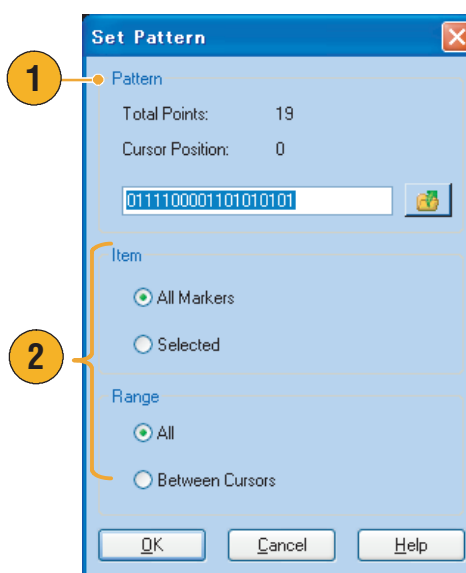 Set Pattern
1
Pattern
Total Points: 19
Cursor Position: 0
0111100001101010101
Item
All Markers
Selected
2
Range
All
Between Cursors
OK Cancel Help